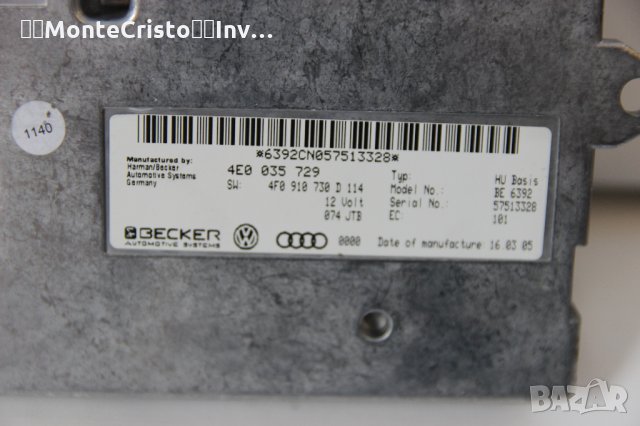 MonteCristo Inv...
1140
*6392CN057513328*
Manufactured by:
Harman/Becker
Automotive Systems
Germany
4E0 035 729
SW: 4F0 910 730 D 114
12 Volt
074 JTB
Typ: HU Basis
Model No.: BE 6392
Serial No.: 57513328
EC: 101
BECKER
AUTOMOTIVE SYSTEMS
0000
Date of manufacture 16 03 05
BAZAR